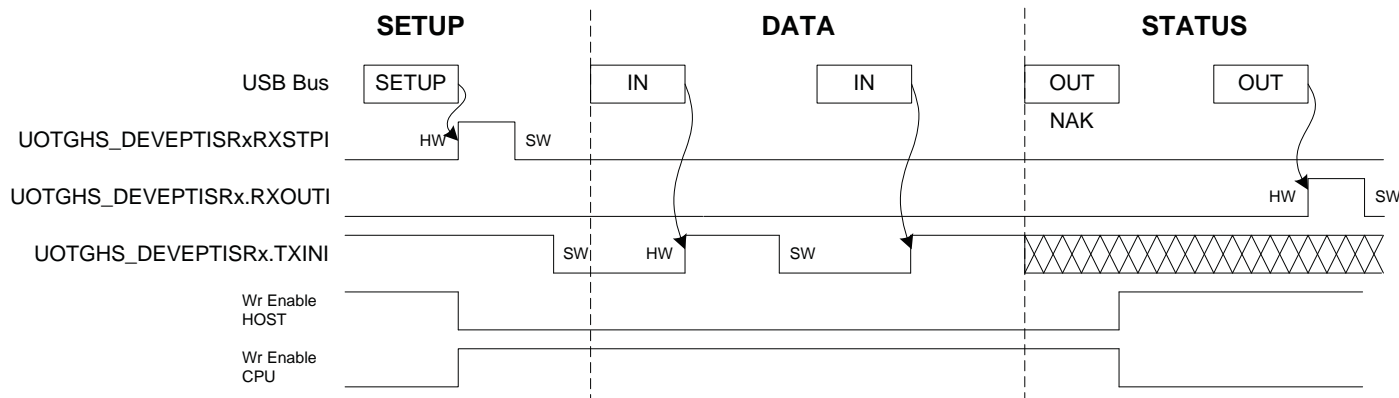 SETUP DATA STATUS
USB Bus SETUP IN IN OUT OUT
NAK
UOTGHS_DEVEPTISRxRXSTPI HW SW
UOTGHS_DEVEPTISRx.RXOUTI HW SW
UOTGHS_DEVEPTISRx.TXINI SW HW SW
Wr Enable
HOST
Wr Enable
CPU